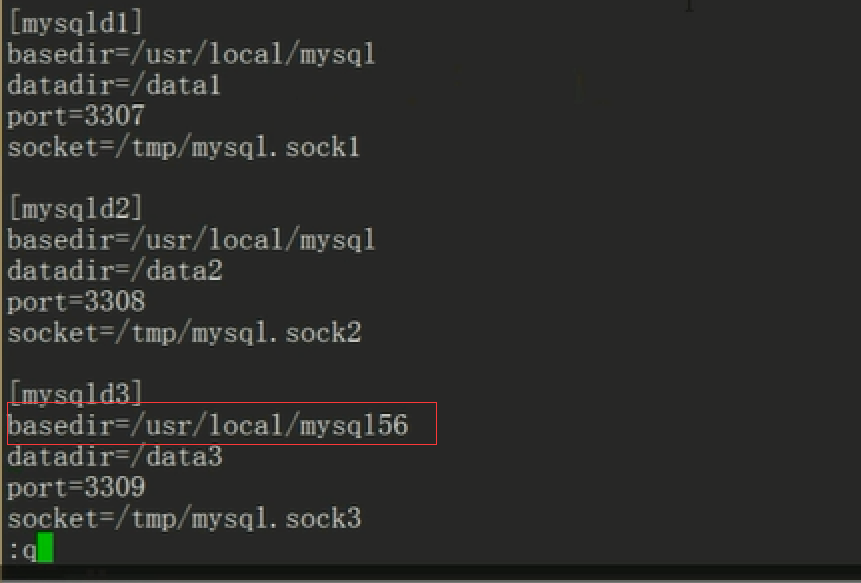 [mysqld1]
basedir=/usr/local/mysql
datadir=/data1
port=3307
socket=/tmp/mysql.sock1
[mysqld2]
basedir=/usr/local/mysql
datadir=/data2
port=3308
socket=/tmp/mysql.sock2
[mysqld3]
basedir=/usr/local/mysql56
datadir=/data3
port=3309
socket=/tmp/mysql.sock3
:q